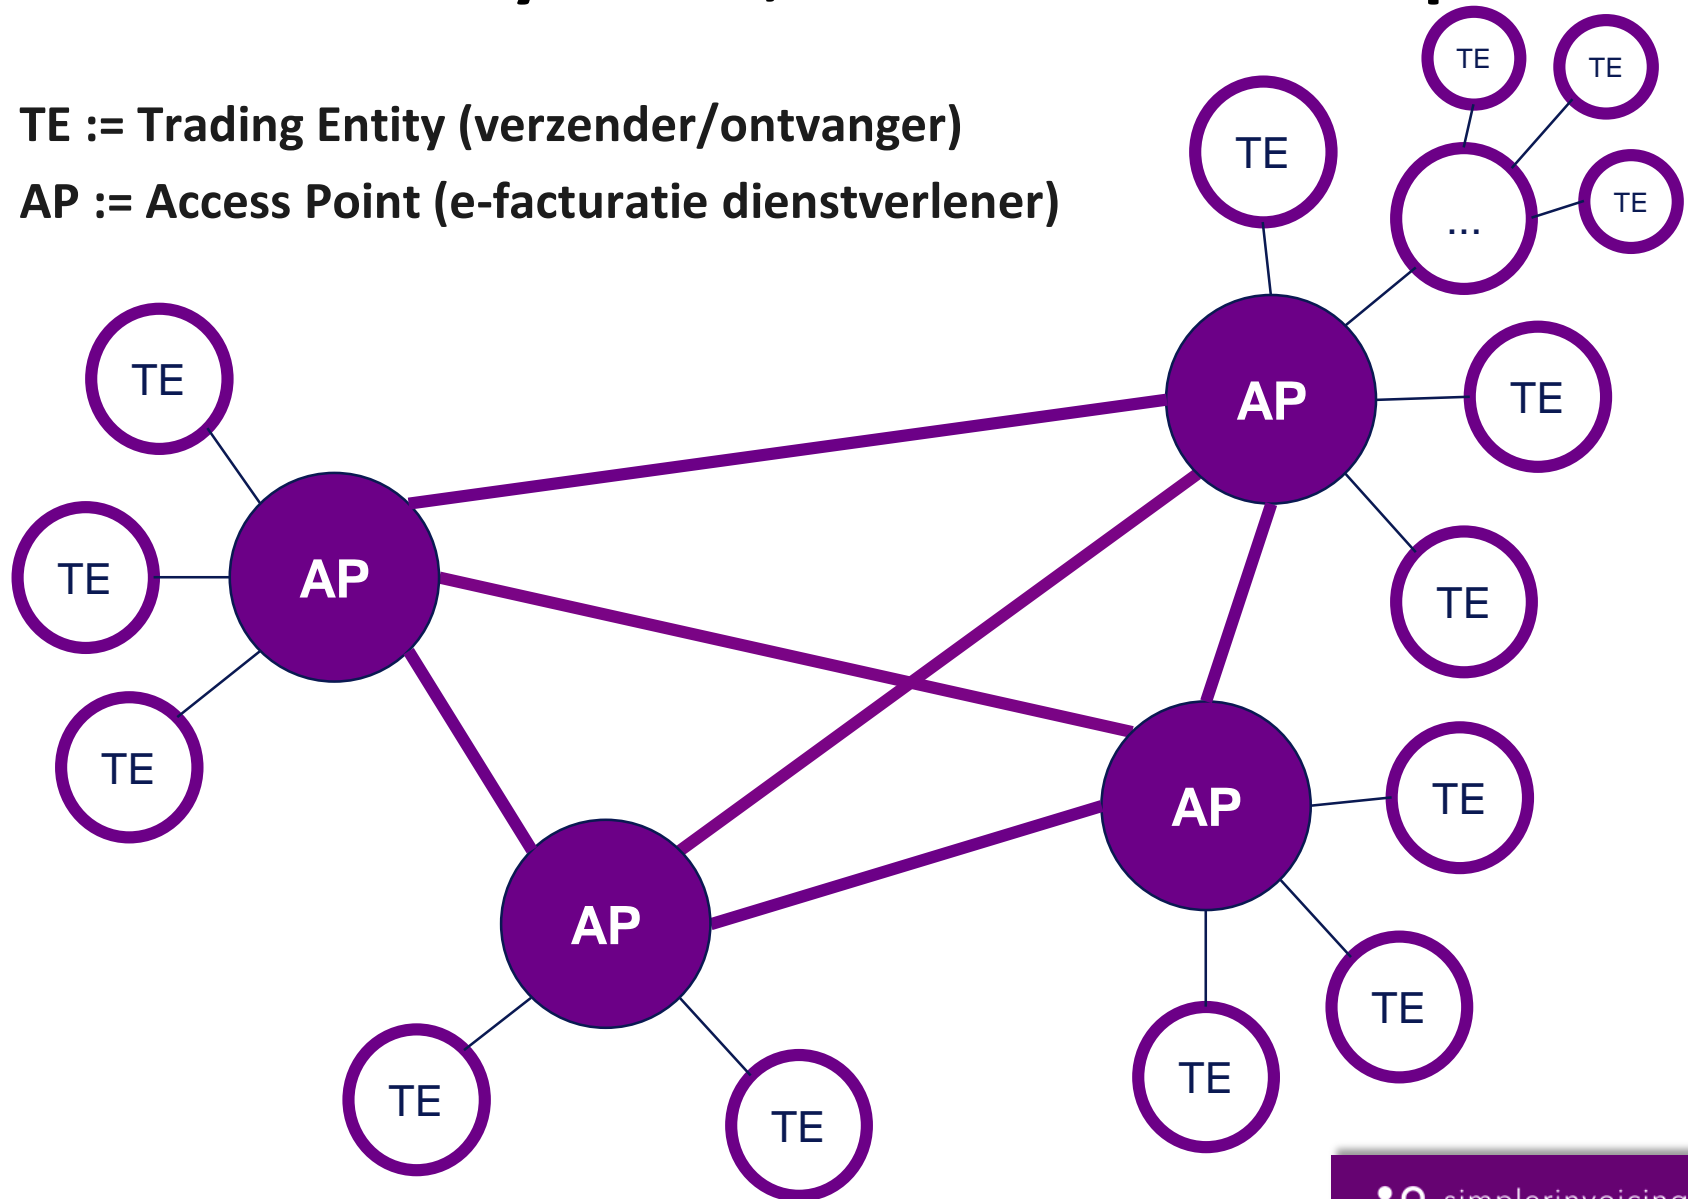 TE := Trading Entity (verzender/ontvanger)
AP := Access Point (e-facturatie dienstverlener)
TE
TE
TE
TE
...
TE
TE
AP
TE
TE
AP
TE
TE
TE
TE
AP
AP
TE
TE
TE
TE
simplerinvoicing